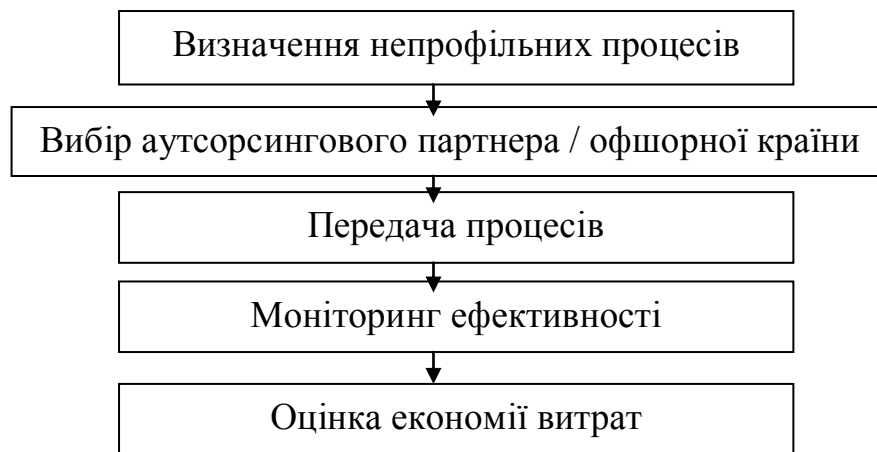 Визначення непрофільних процесів
Вибір аутсорсингового партнера / офшорної країни
Передача процесів
Моніторинг ефективності
Оцінка економії витрат